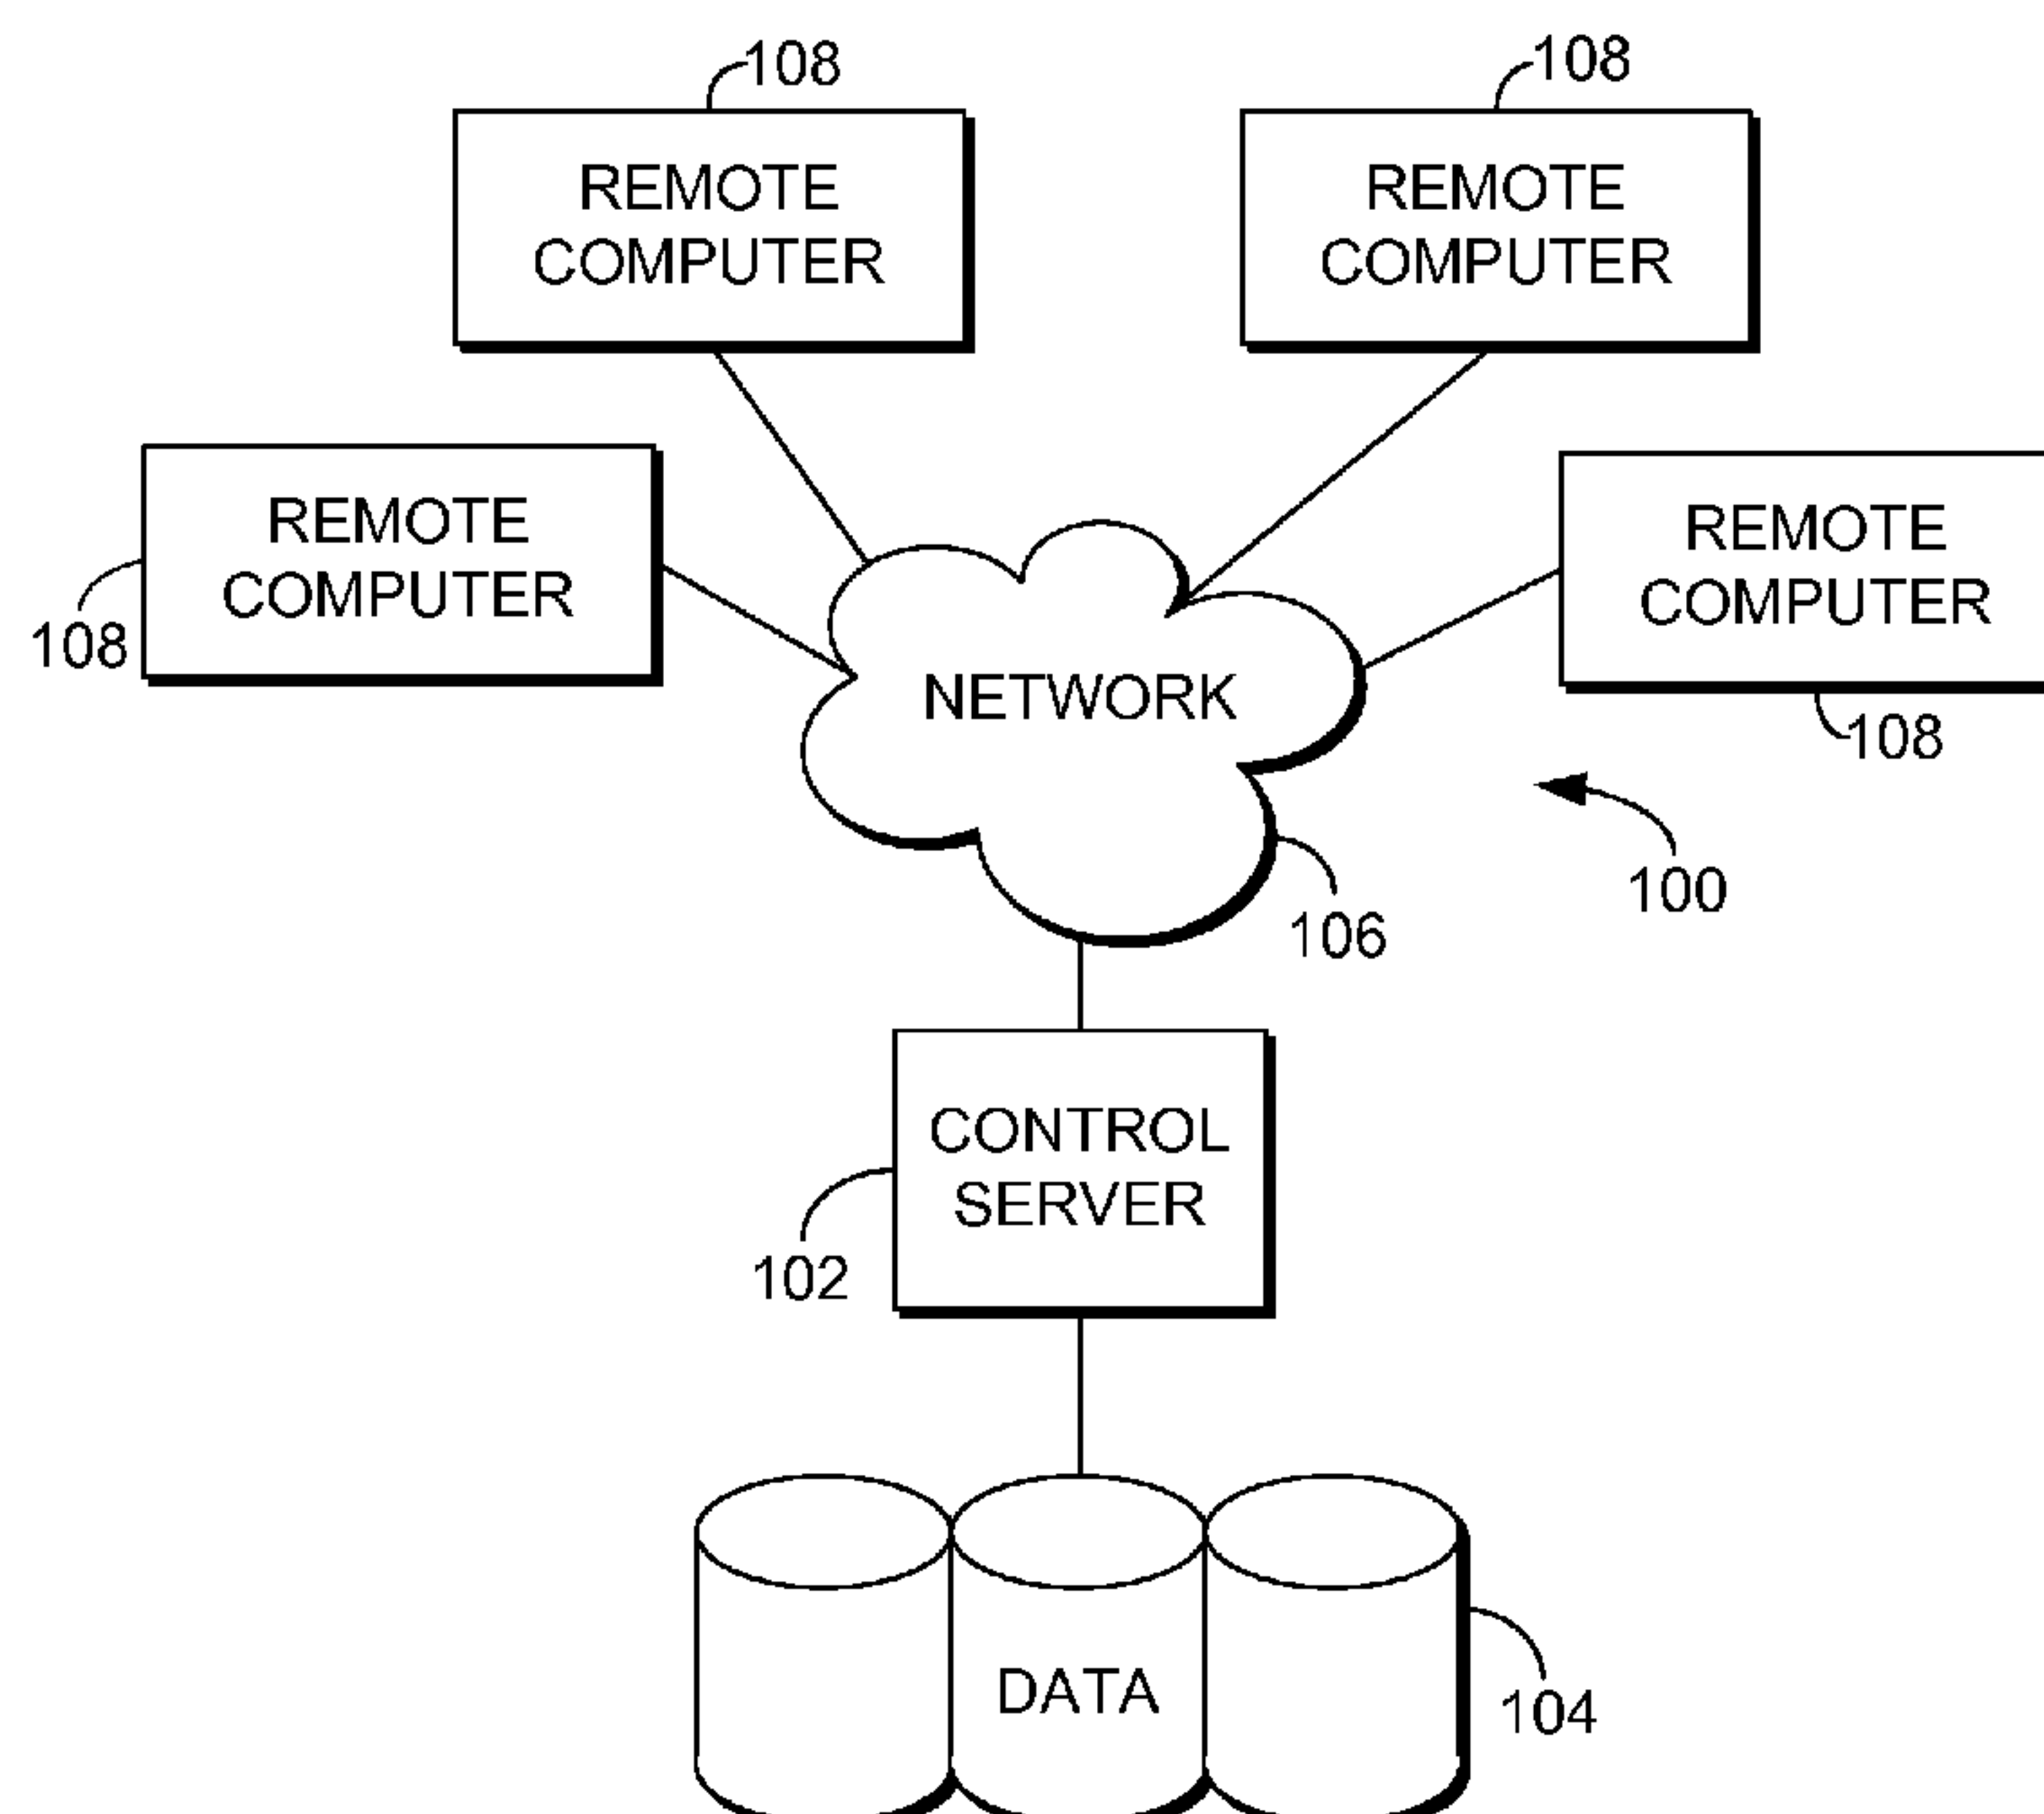 108
108
REMOTE
COMPUTER
REMOTE
COMPUTER
REMOTE
COMPUTER
108
REMOTE
COMPUTER
108
NETWORK
100
106
CONTROL
SERVER
102
DATA
104